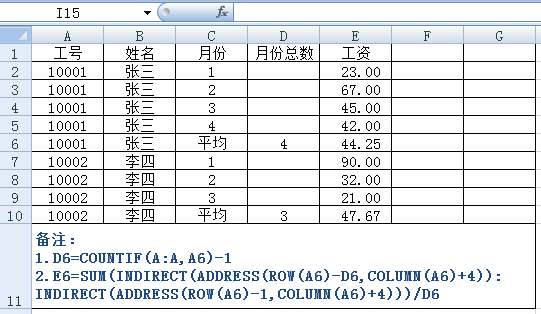 I15 fx
A B C D E F G
1 工号 姓名 月份 月份总数 工资
2 10001 张三 1 23.00
3 10001 张三 2 67.00
4 10001 张三 3 45.00
5 10001 张三 4 42.00
6 10001 张三 平均 4 44.25
7 10002 李四 1 90.00
8 10002 李四 2 32.00
9 10002 李四 3 21.00
10 10002 李四 平均 3 47.67
备注:
1.D6=COUNTIF(A:A,A6)-1
2.E6=SUM(INDIRECT(ADDRESS(ROW(A6)-D6,COLUMN(A6)+4)):
11 INDIRECT(ADDRESS(ROW(A6)-1,COLUMN(A6)+4)))/D6